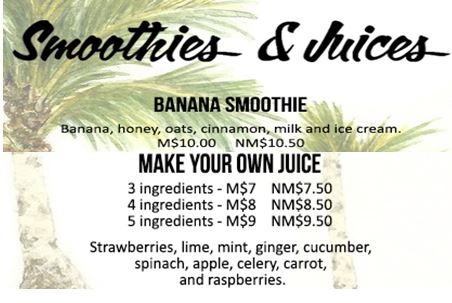 Smoothies & Juices
BANANA SMOOTHIE
Banana, honey, oats, cinnamon, milk and ice cream.
M$10.00 NM$10.50
MAKE YOUR OWN JUICE
3 ingredients - M$7 NM$7.50
4 ingredients - M$8 NM$8.50
5 ingredients - M$9 NM$9.50
Strawberries, lime, mint, ginger, cucumber,
spinach, apple, celery, carrot,
and raspberries.